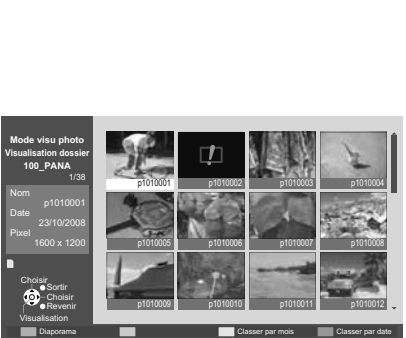 Mode visu photo
Visualisation dossier
100_PANA
1/38
Nom
p1010001
Date
23/10/2008
Pixel
1600 x 1200
Choisir
Sortir
Choisir
Revenir
Visualisation
p1010001
p1010002
p1010003
p1010004
p1010005
p1010006
p1010007
p1010008
p1010009
p1010010
p1010011
p1010012
Diaporama
Classer par mois
Classer par date